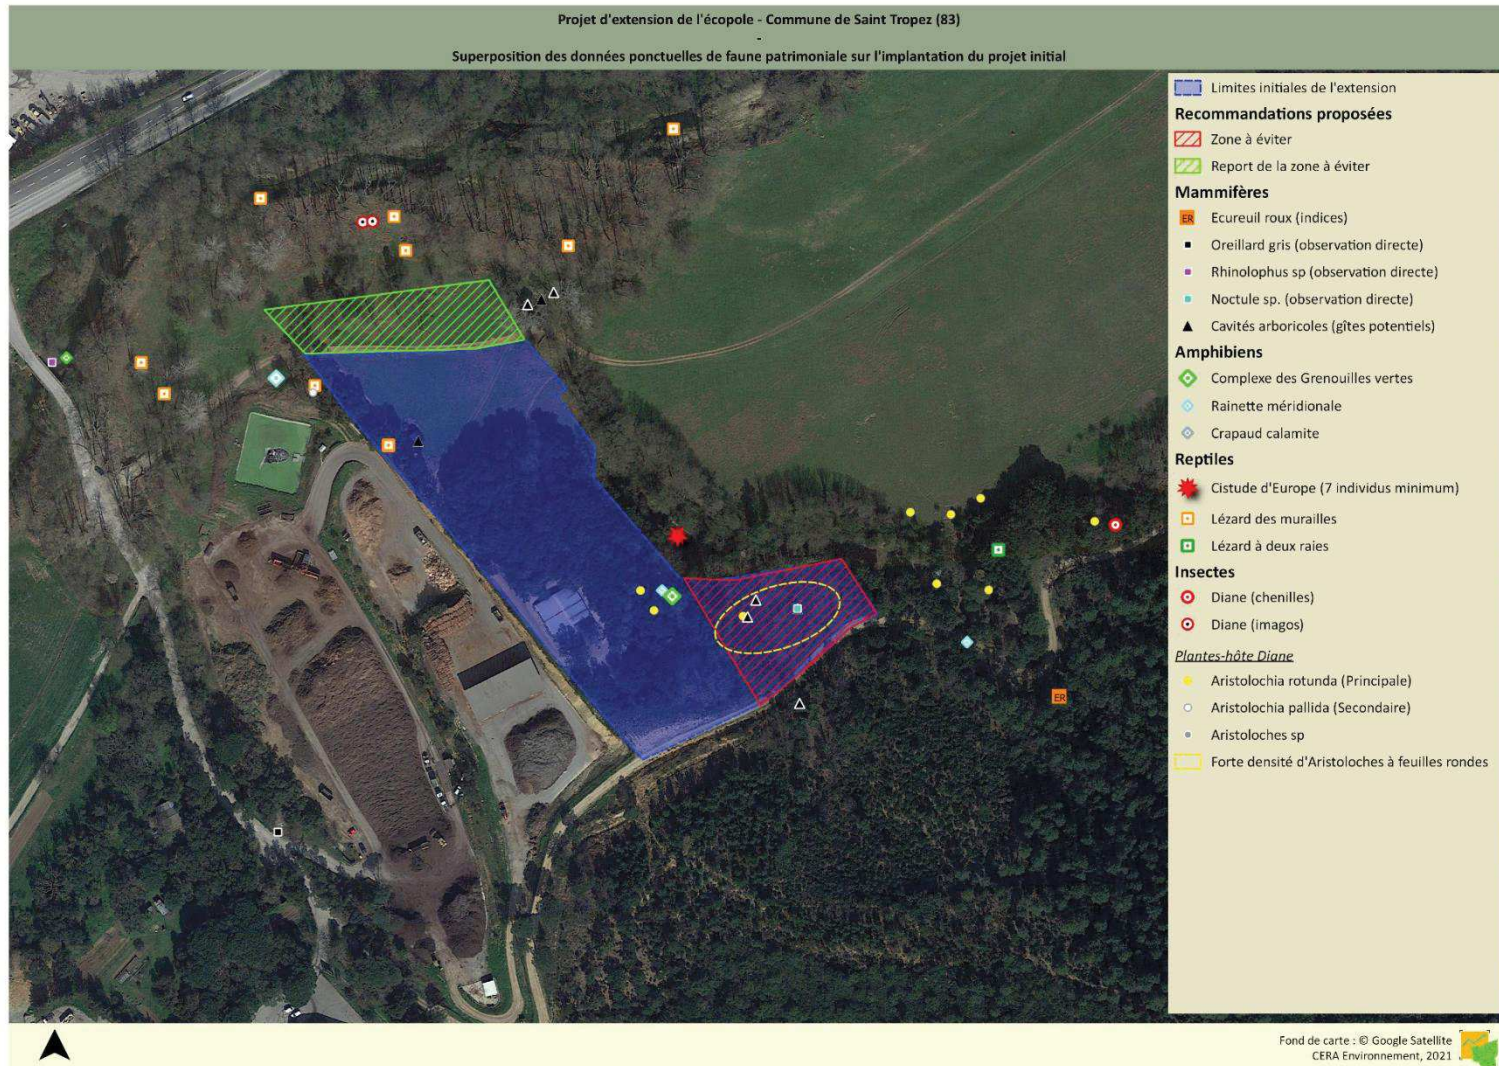 Projet d'extension de l'écopole - Commune de Saint Tropez (83)
-
Superposition des données ponctuelles de faune patrimoniale sur l'implantation du projet initial
Limites initiales de l'extension
Recommandations proposées
Zone à éviter
Report de la zone à éviter
Mammifères
ER Ecureuil roux (indices)
Oreillard gris (observation directe)
Rhinolophus sp (observation directe)
Noctule sp. (observation directe)
Cavités arboricoles (gîtes potentiels)
Amphibiens
Complexe des Grenouilles vertes
Rainette méridionale
Crapaud calamite
Reptiles
Cistude d'Europe (7 individus minimum)
Lézard des murailles
Lézard à deux raies
Insectes
Diane (chenilles)
Diane (imagos)
Plantes-hôte Diane
Aristolochia rotunda (Principale)
Aristolochia pallida (Secondaire)
Aristoloches sp
Forte densité d'Aristoloches à feuilles rondes
ER
Fond de carte : © Google Satellite
CERA Environnement, 2021